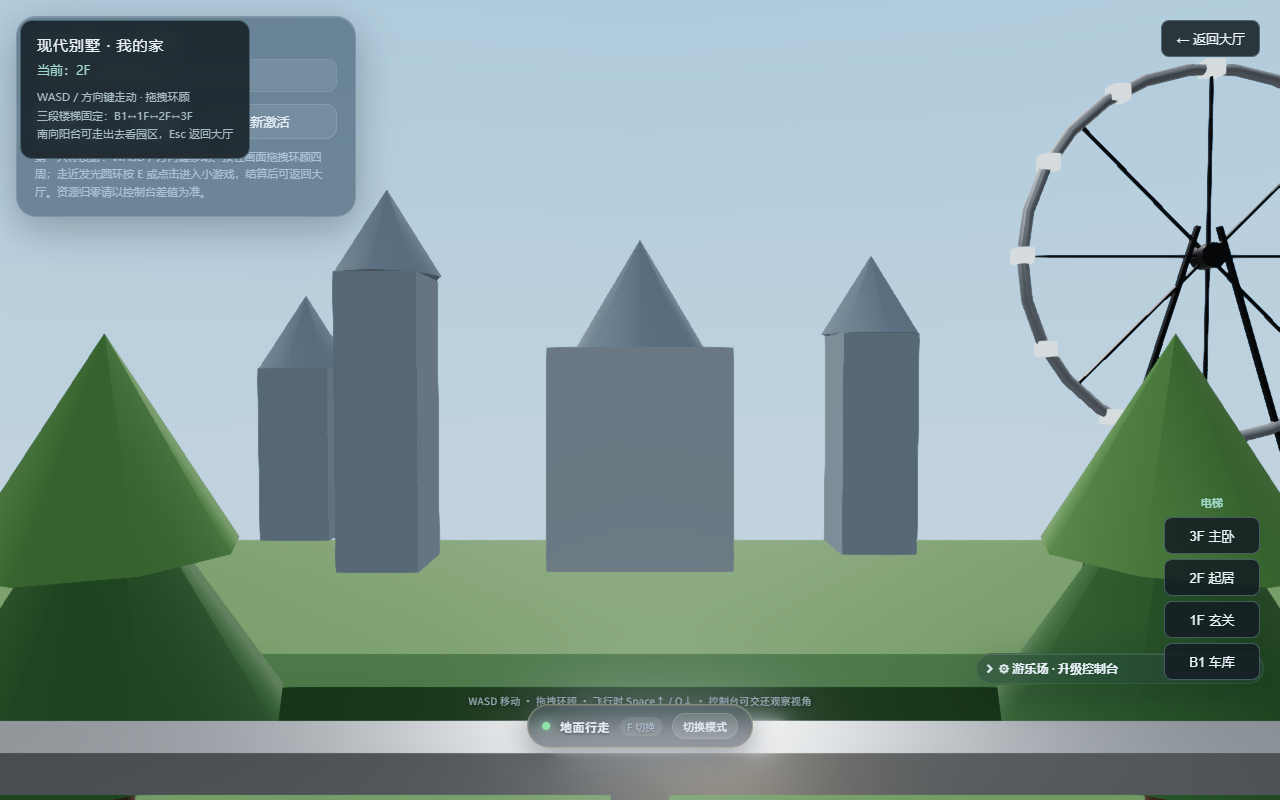 现代别墅 · 我的家
当前：2F
WASD / 方向键走动 · 拖拽环顾
三段楼梯固定：B1↔1F↔2F↔3F
南向阳台可走出去看园区，Esc 返回大厅
新激活
周；走近发光圆环按 E 或点击进入小游戏，结算后可返回大
厅。资源归零请以控制台差值为准。
← 返回大厅
电梯
3F 主卧
2F 起居
1F 玄关
B1 车库
⚙ 游乐场 · 升级控制台
WASD 移动 · 拖拽环顾 · 飞行时 Space↑ / Q↓ · 控制台可交还观察视角
地面行走
F 切换
切换模式